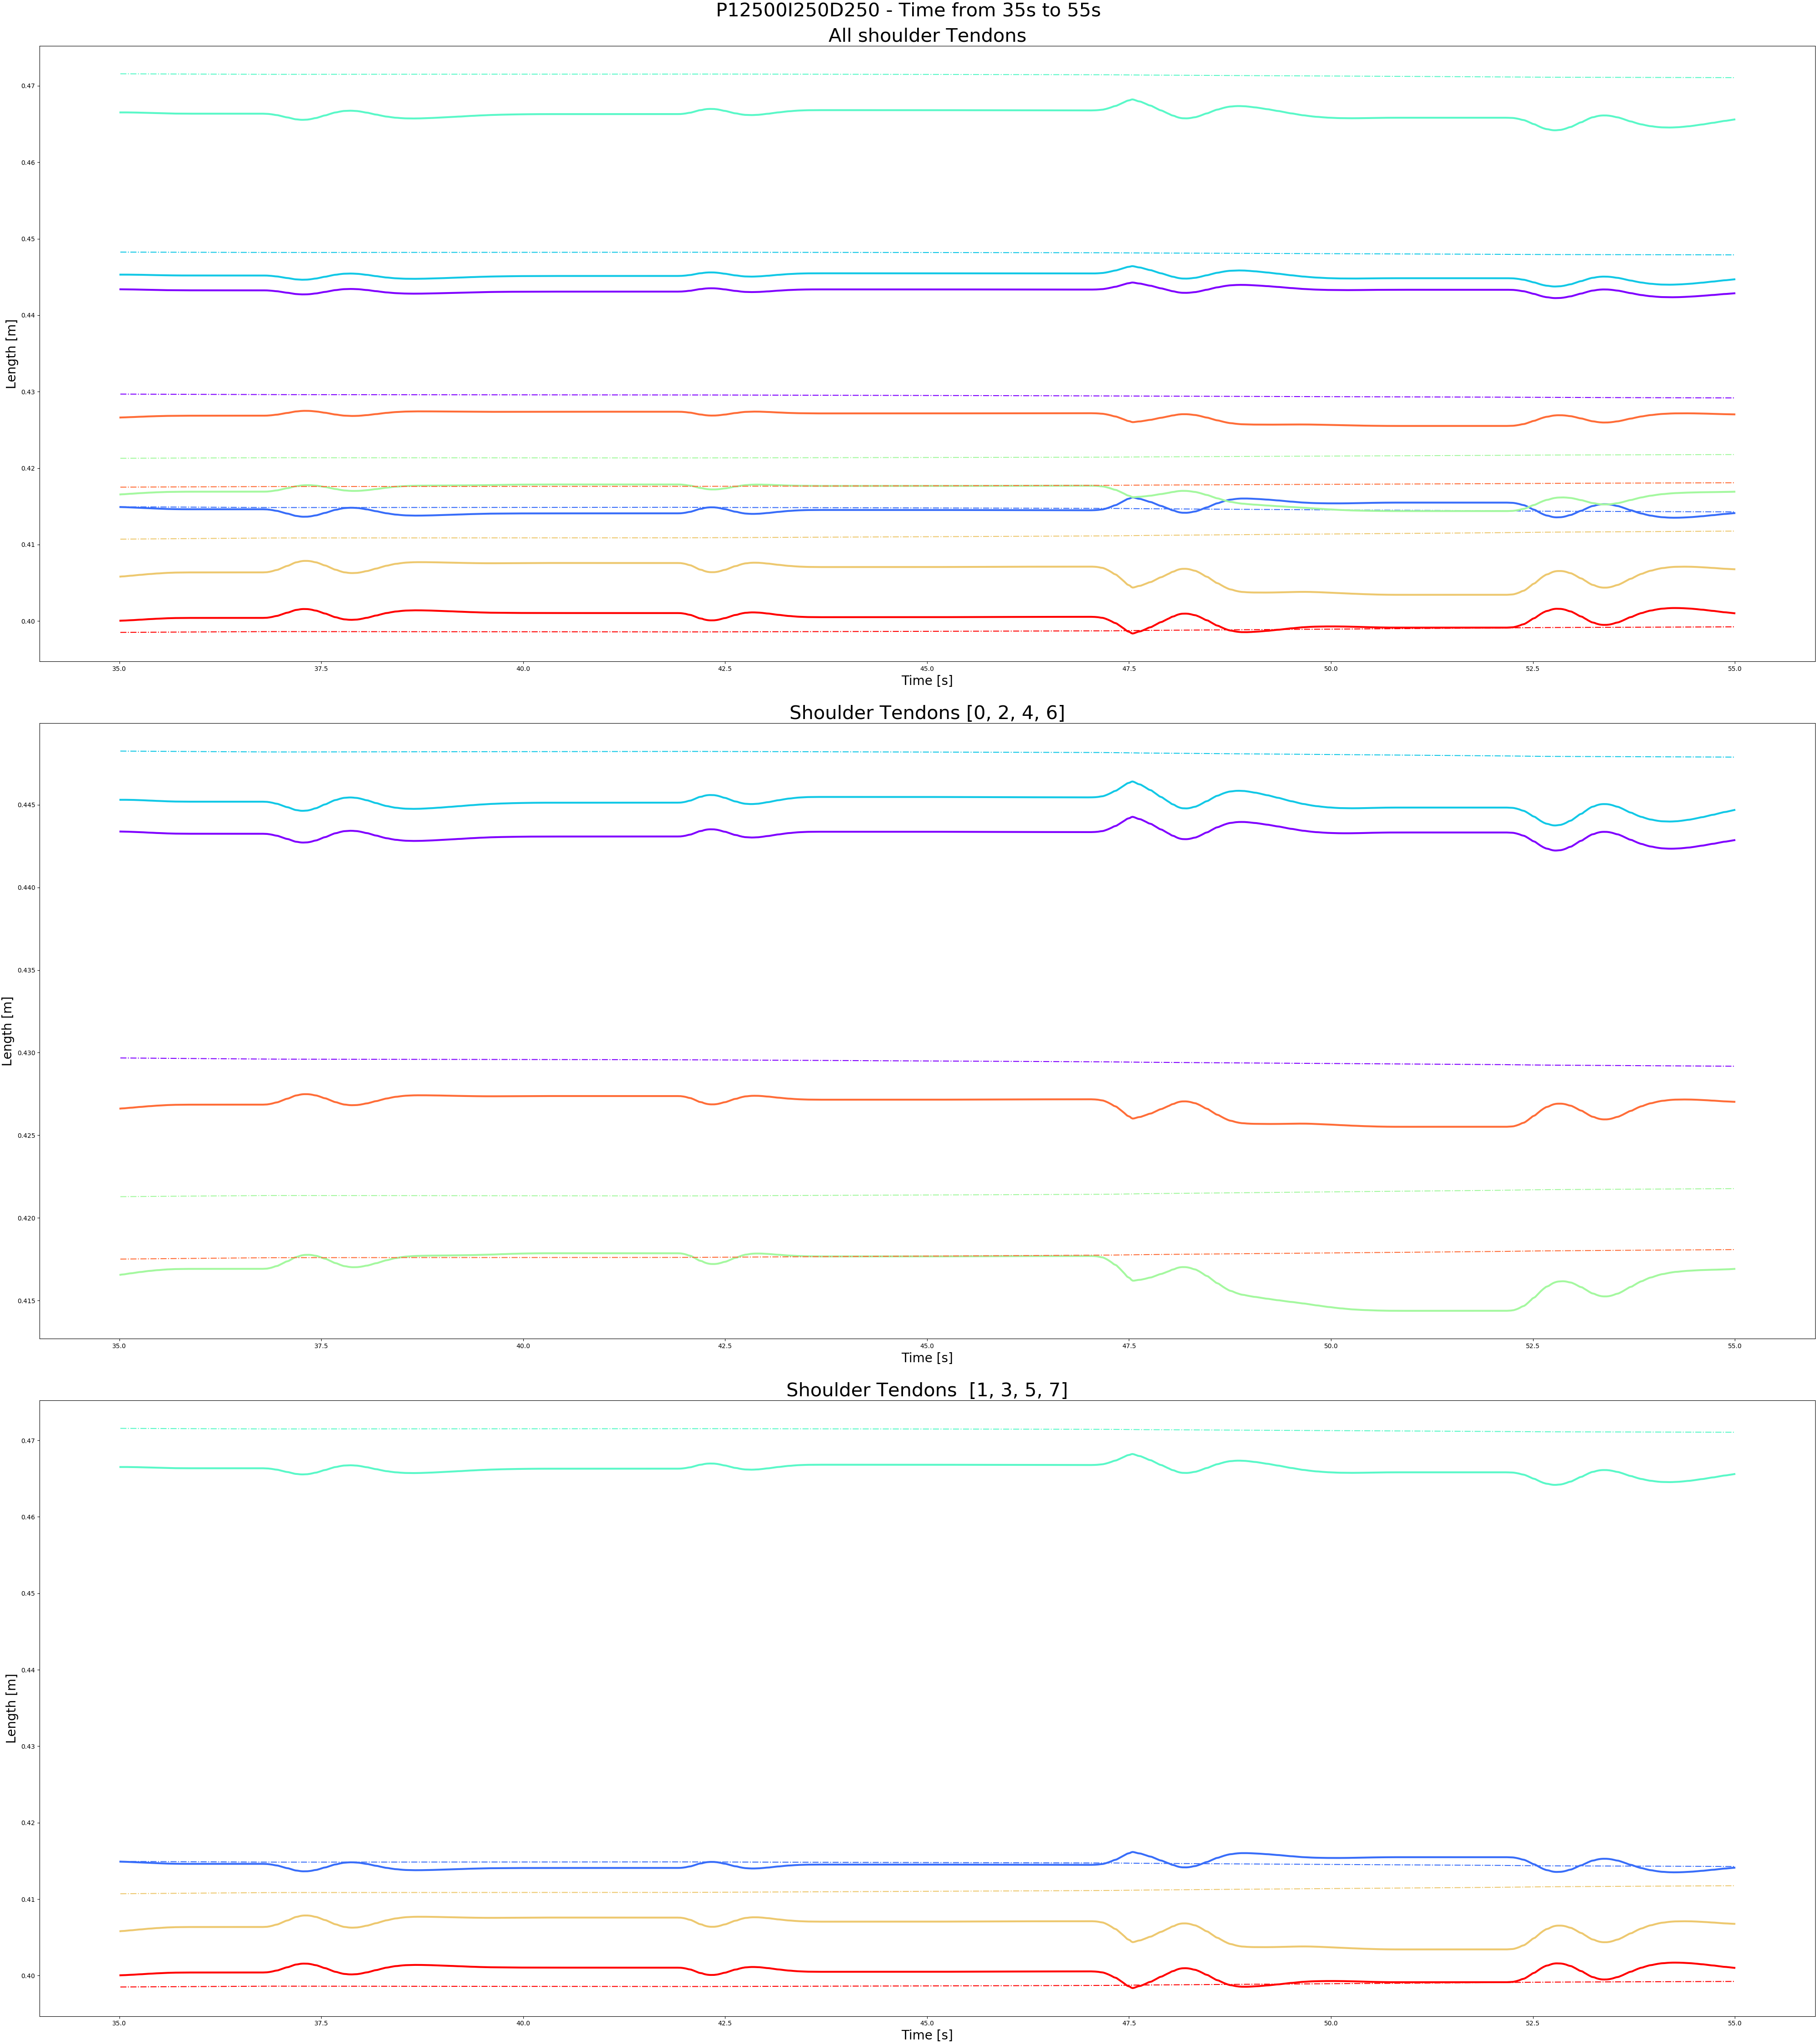 P12500I250D250 - Time from 35s to 55s
All shoulder Tendons
0.47
0.46
0.45
0.44
0.43
0.42
0.41
0.40
Length [m]
35.0 37.5 40.0 42.5 45.0 47.5 50.0 52.5 55.0
Time [s]
Shoulder Tendons [0, 2, 4, 6]
0.445
0.440
0.435
0.430
0.425
0.420
0.415
Length [m]
35.0 37.5 40.0 42.5 45.0 47.5 50.0 52.5 55.0
Time [s]
Shoulder Tendons  [1, 3, 5, 7]
0.47
0.46
0.45
0.44
0.43
0.42
0.41
0.40
Length [m]
35.0 37.5 40.0 42.5 45.0 47.5 50.0 52.5 55.0
Time [s]